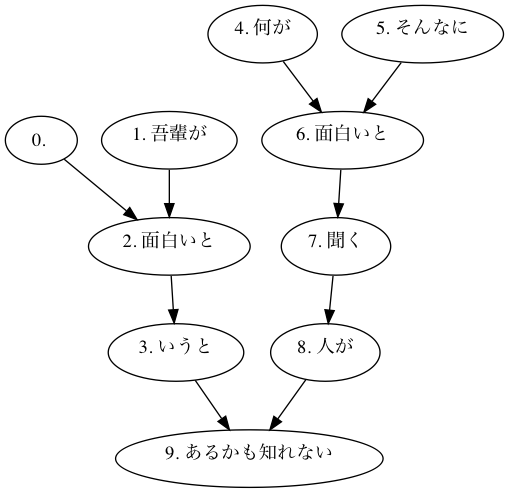 4. 何が
5. そんなに
0.
1. 吾輩が
6. 面白いと
2. 面白いと
7. 聞く
3. いうと
8. 人が
9. あるかも知れない